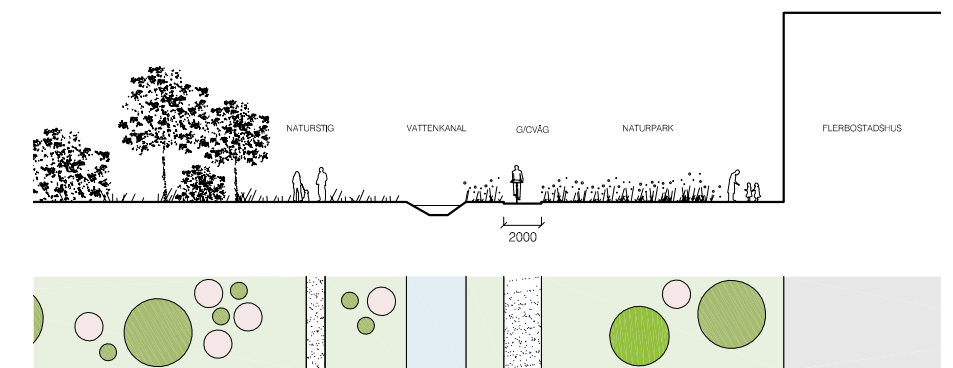 NATURSTIG
VATTENKANAL
G/CVÄG
NATURPARK
FLERBOSTADSHUS
2000